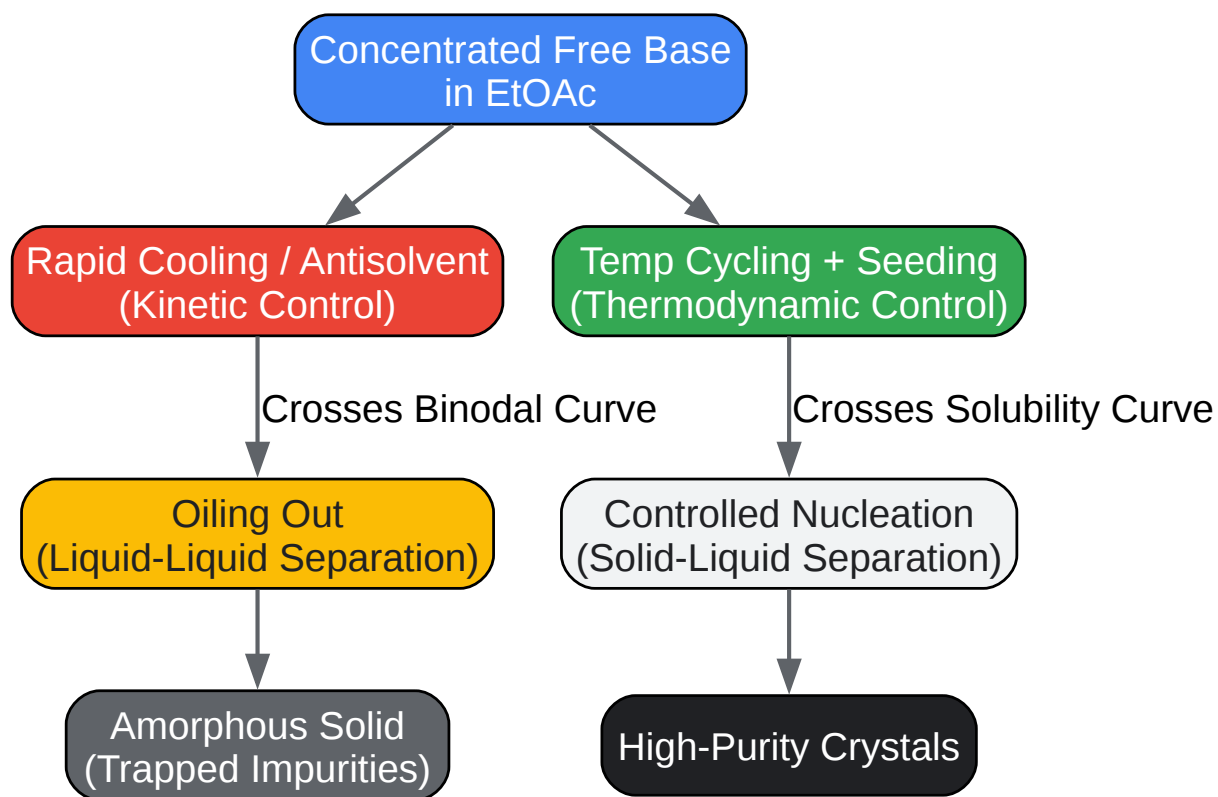 Concentrated Free Base
in EtOAc
Rapid Cooling / Antisolvent
(Kinetic Control)
Temp Cycling + Seeding
(Thermodynamic Control)
Crosses Binodal Curve
Crosses Solubility Curve
Oiling Out
(Liquid-Liquid Separation)
Controlled Nucleation
(Solid-Liquid Separation)
Amorphous Solid
(Trapped Impurities)
High-Purity Crystals